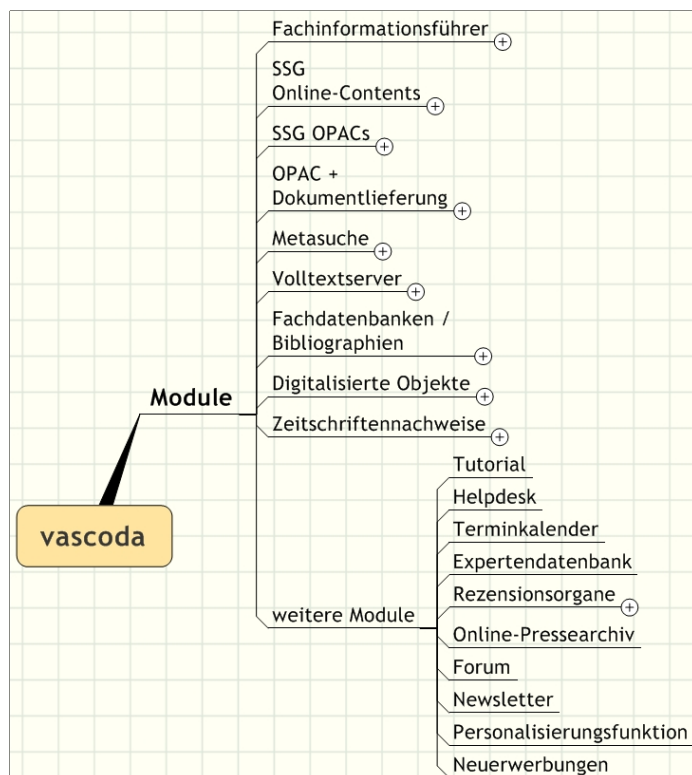 Fachinformationsführer
SSG
Online-Contents
SSG OPACs
OPAC +
Dokumentlieferung
Metasuche
Volltextserver
Fachdatenbanken /
Bibliographien
Digitalisierte Objekte
Module
Zeitschriftennachweise
vascoda
weitere Module
Tutorial
Helpdesk
Terminkalender
Expertendatenbank
Rezensionsorgane
Online-Pressearchiv
Forum
Newsletter
Personalisierungsfunktion
Neuerwerbungen